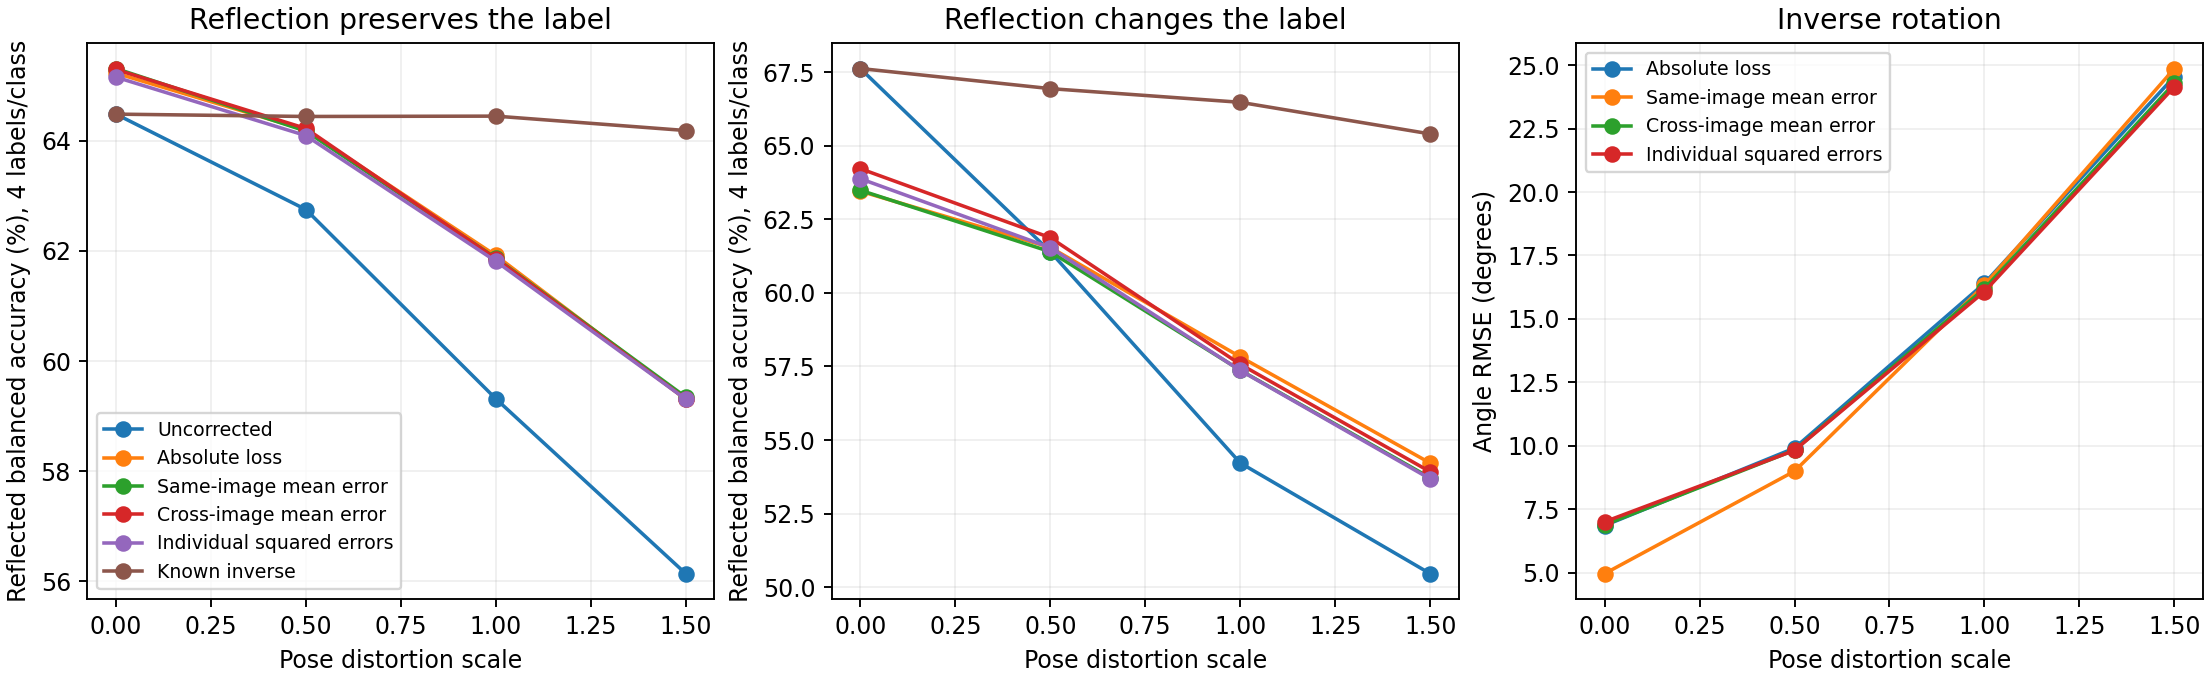 Reflection preserves the label
Reflected balanced accuracy (%), 4 labels/class
64
62
60
58
56
Uncorrected
Absolute loss
Same-image mean error
Cross-image mean error
Individual squared errors
Known inverse
0.00 0.25 0.50 0.75 1.00 1.25 1.50
Pose distortion scale
Reflection changes the label
Reflected balanced accuracy (%), 4 labels/class
67.5
65.0
62.5
60.0
57.5
55.0
52.5
50.0
0.00 0.25 0.50 0.75 1.00 1.25 1.50
Pose distortion scale
Inverse rotation
Angle RMSE (degrees)
25.0
22.5
20.0
17.5
15.0
12.5
10.0
7.5
5.0
Absolute loss
Same-image mean error
Cross-image mean error
Individual squared errors
0.00 0.25 0.50 0.75 1.00 1.25 1.50
Pose distortion scale